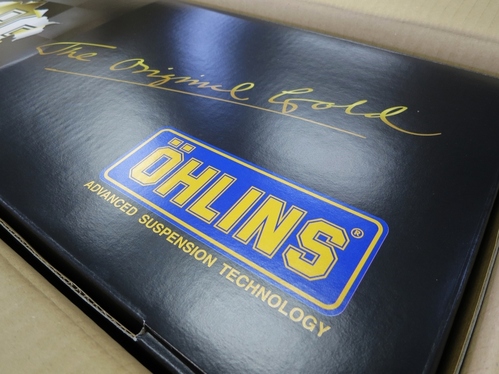 The Original Gold
ÖHLINS®
ADVANCED SUSPENSION TECHNOLOGY